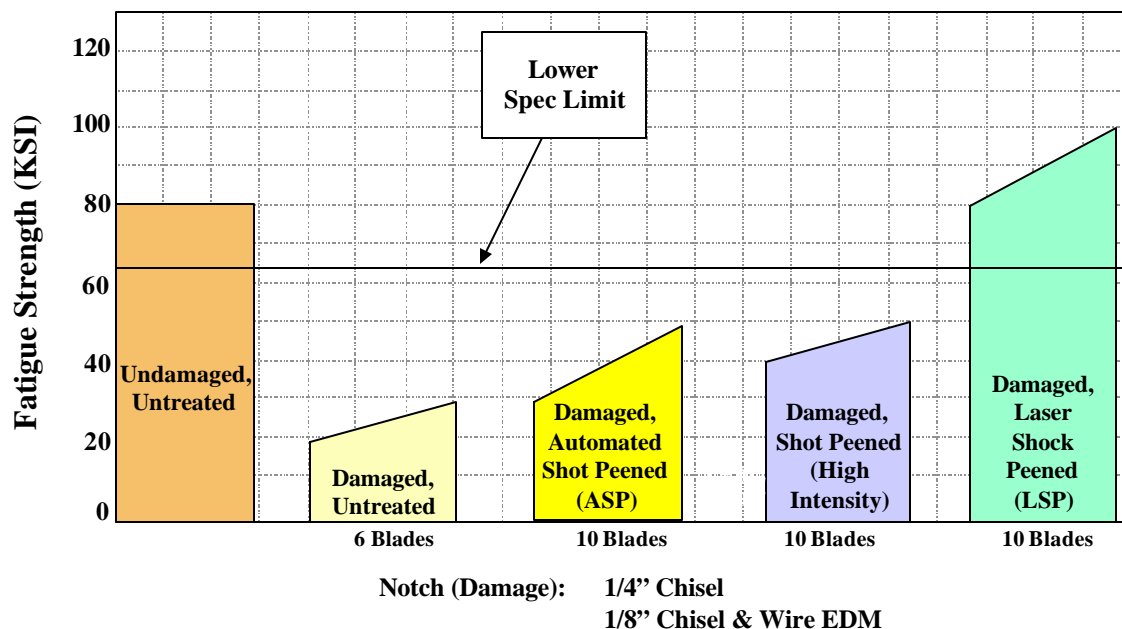 Fatigue Strength (KSI)
120
100
80
60
40
20
0
Lower
Spec Limit
Undamaged,
Untreated
Damaged,
Untreated
Damaged,
Automated
Shot Peened
(ASP)
Damaged,
Shot Peened
(High
Intensity)
Damaged,
Laser
Shock
Peened
(LSP)
6 Blades
10 Blades
10 Blades
10 Blades
Notch (Damage): 1/4” Chisel
1/8” Chisel & Wire EDM